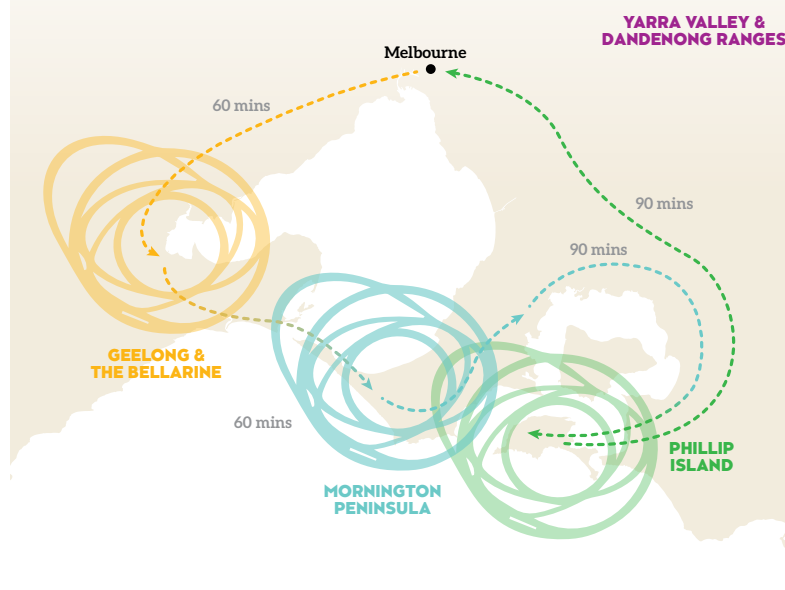 YARRA VALLEY &
DANDENONG RANGES
Melbourne
60 mins
90 mins
90 mins
GEELONG &
THE BELLARINE
60 mins
PHILLIP
ISLAND
MORNINGTON
PENINSULA